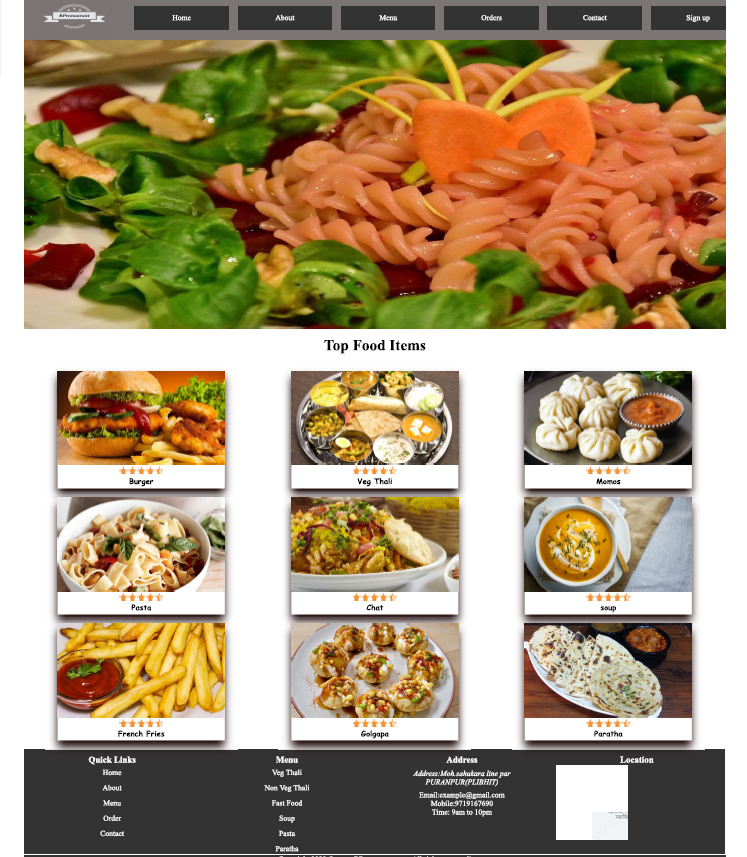 SPrestaurant
Home
About
Menu
Orders
Contact
Sign up
Top Food Items
Burger
Veg Thali
Momos
Pasta
Chat
soup
French Fries
Golgapa
Paratha
Quick Links
Home
About
Menu
Order
Contact
Menu
Veg Thali
Non Veg Thali
Fast Food
Soup
Pasta
Paratha
Address
Address:Moh.sahukara line par
PURANPUR(PLIBHIT)
Email:example@gmail.com
Mobile:9719167690
Time: 9am to 10pm
Location